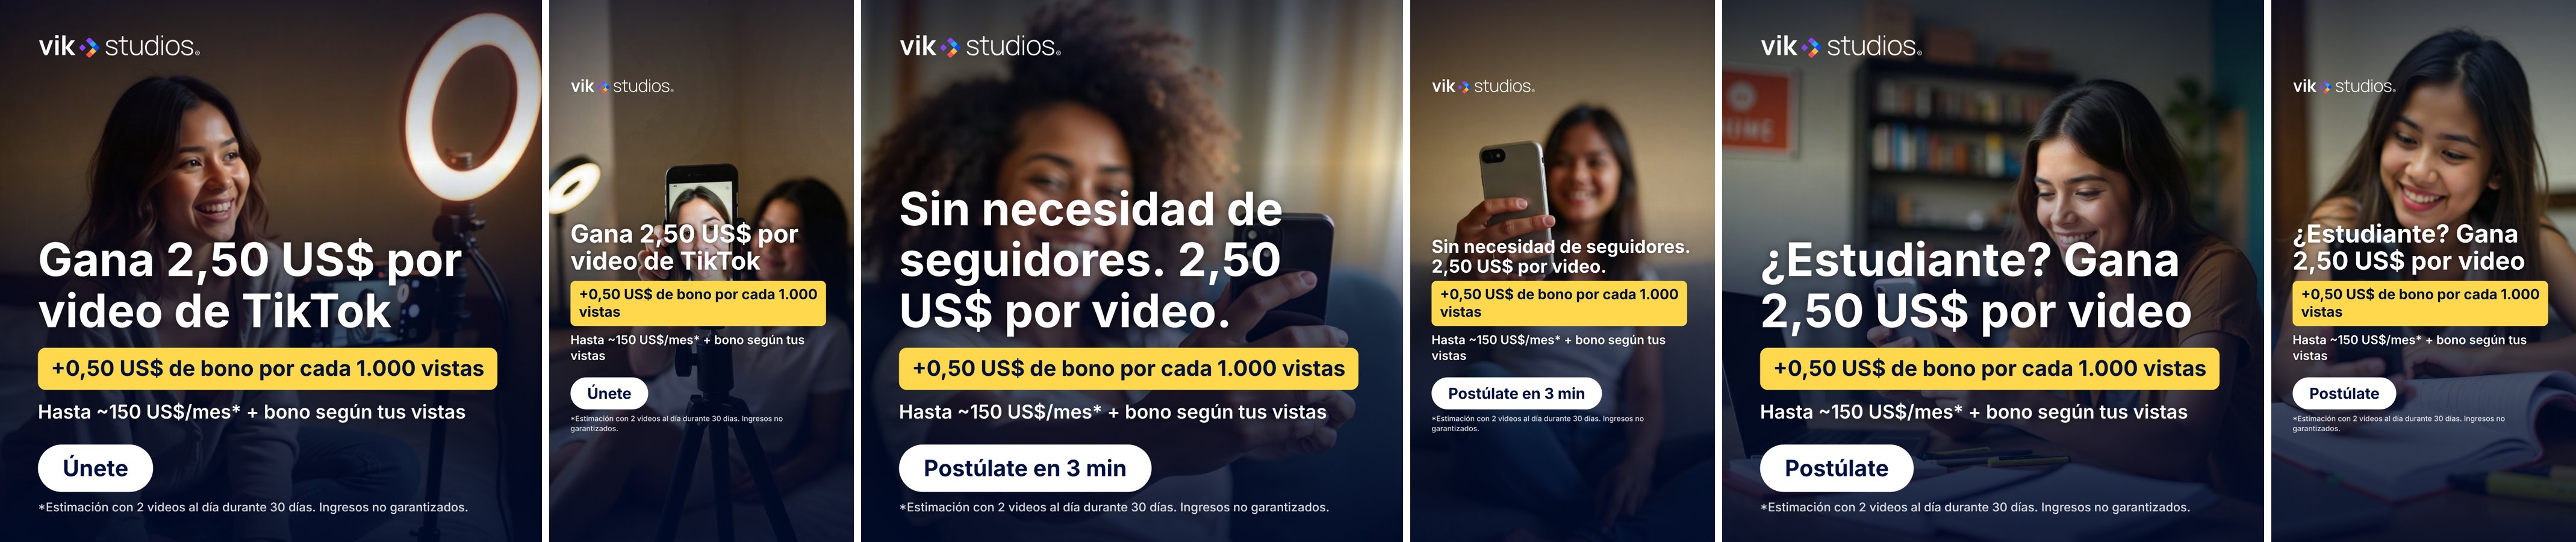 vik studios®
Gana 2,50 US$ por
video de TikTok
+0,50 US$ de bono por cada 1.000 vistas
Hasta ~150 US$/mes* + bono según tus vistas
Únete
*Estimación con 2 videos al día durante 30 días. Ingresos no garantizados.
vik studios®
Gana 2,50 US$ por
video de TikTok
+0,50 US$ de bono por cada 1.000
vistas
Hasta ~150 US$/mes* + bono según tus
vistas
Únete
*Estimación con 2 videos al día durante 30 días. Ingresos no
garantizados.
vik studios®
Sin necesidad de
seguidores. 2,50
US$ por video.
+0,50 US$ de bono por cada 1.000 vistas
Hasta ~150 US$/mes* + bono según tus vistas
Postúlate en 3 min
*Estimación con 2 videos al día durante 30 días. Ingresos no garantizados.
vik studios®
Sin necesidad de seguidores.
2,50 US$ por video.
+0,50 US$ de bono por cada 1.000
vistas
Hasta ~150 US$/mes* + bono según tus
vistas
Postúlate en 3 min
*Estimación con 2 videos al día durante 30 días. Ingresos no
garantizados.
vik studios®
¿Estudiante? Gana
2,50 US$ por video
+0,50 US$ de bono por cada 1.000 vistas
Hasta ~150 US$/mes* + bono según tus vistas
Postúlate
*Estimación con 2 videos al día durante 30 días. Ingresos no garantizados.
vik studios®
¿Estudiante? Gana
2,50 US$ por video
+0,50 US$ de bono por cada 1.000
vistas
Hasta ~150 US$/mes* + bono según tus
vistas
Postúlate
*Estimación con 2 videos al día durante 30 días. Ingresos no
garantizados.